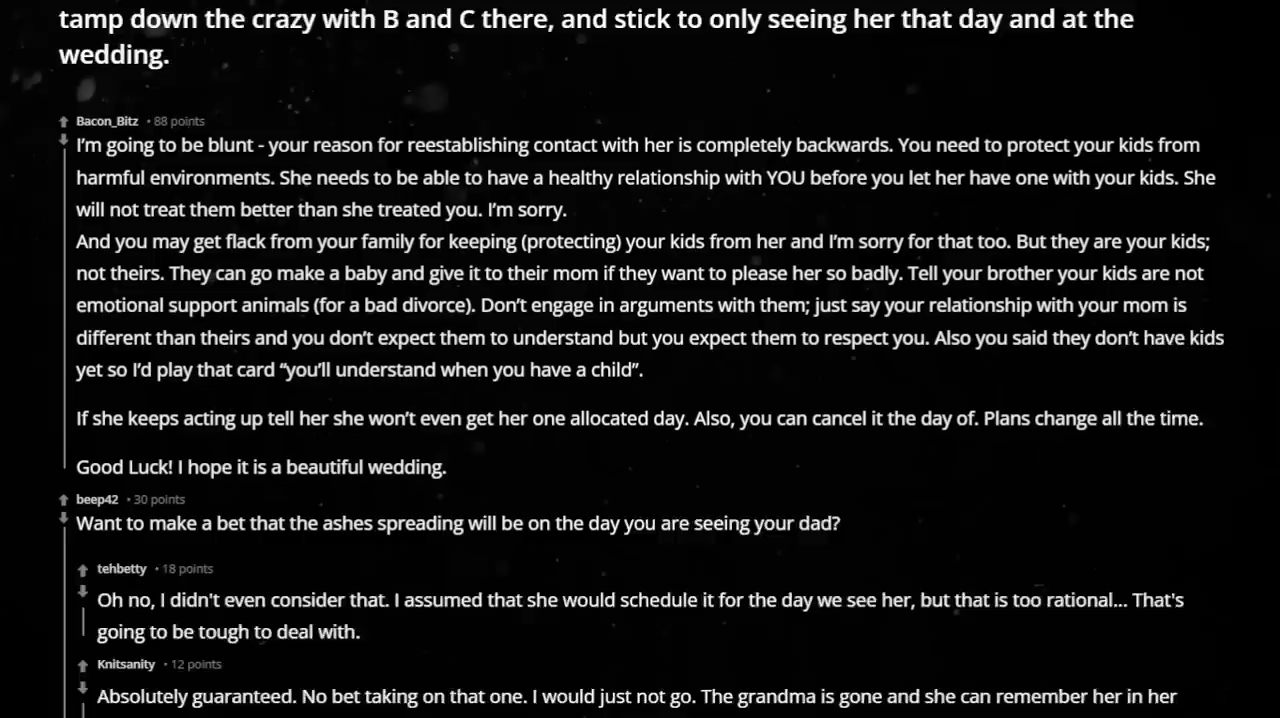 tamp down the crazy with B and C there, and stick to only seeing her that day and at the
wedding.
Bacon_Bitz • 88 points
I’m going to be blunt - your reason for reestablishing contact with her is completely backwards. You need to protect your kids from
harmful environments. She needs to be able to have a healthy relationship with YOU before you let her have one with your kids. She
will not treat them better than she treated you. I’m sorry.
And you may get flack from your family for keeping (protecting) your kids from her and I’m sorry for that too. But they are your kids;
not theirs. They can go make a baby and give it to their mom if they want to please her so badly. Tell your brother your kids are not
emotional support animals (for a bad divorce). Don’t engage in arguments with them; just say your relationship with your mom is
different than theirs and you don’t expect them to understand but you expect them to respect you. Also you said they don’t have kids
yet so I’d play that card “you’ll understand when you have a child”.
If she keeps acting up tell her she won’t even get her one allocated day. Also, you can cancel it the day of. Plans change all the time.
Good Luck! I hope it is a beautiful wedding.
beep42 • 30 points
Want to make a bet that the ashes spreading will be on the day you are seeing your dad?
tehbetty • 18 points
Oh no, I didn't even consider that. I assumed that she would schedule it for the day we see her, but that is too rational... That's
going to be tough to deal with.
Knitsanity • 12 points
Absolutely guaranteed. No bet taking on that one. I would just not go. The grandma is gone and she can remember her in her